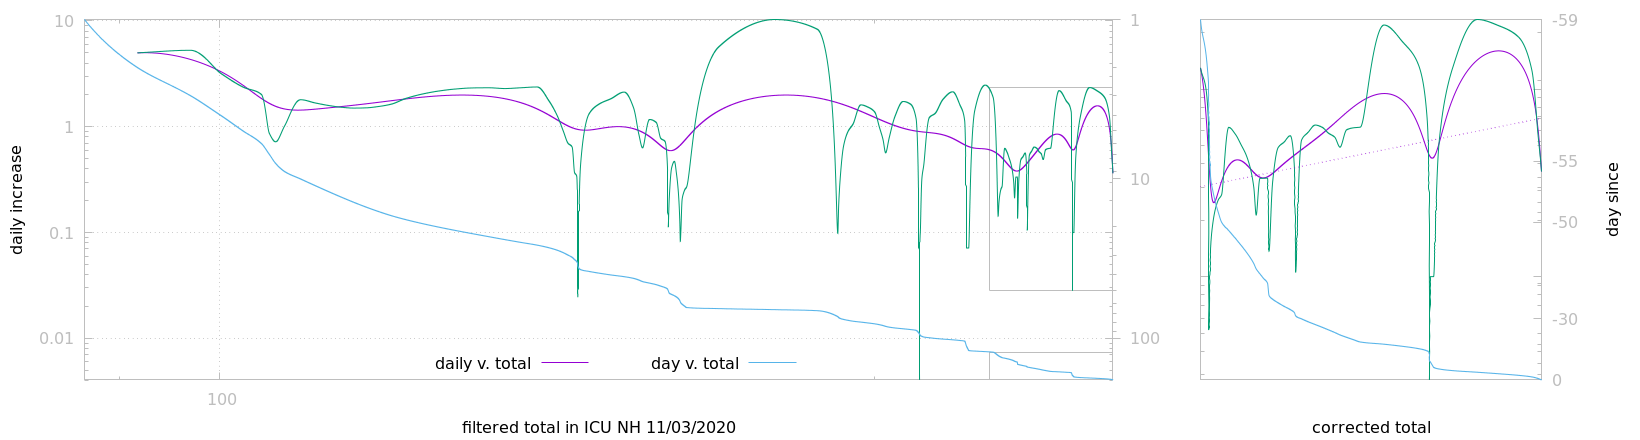 10
1
0.1
0.01
daily increase
100
daily v. total
day v. total
filtered total in ICU NH 11/03/2020
1
10
100
-59
-55
-50
-30
0
day since
corrected total